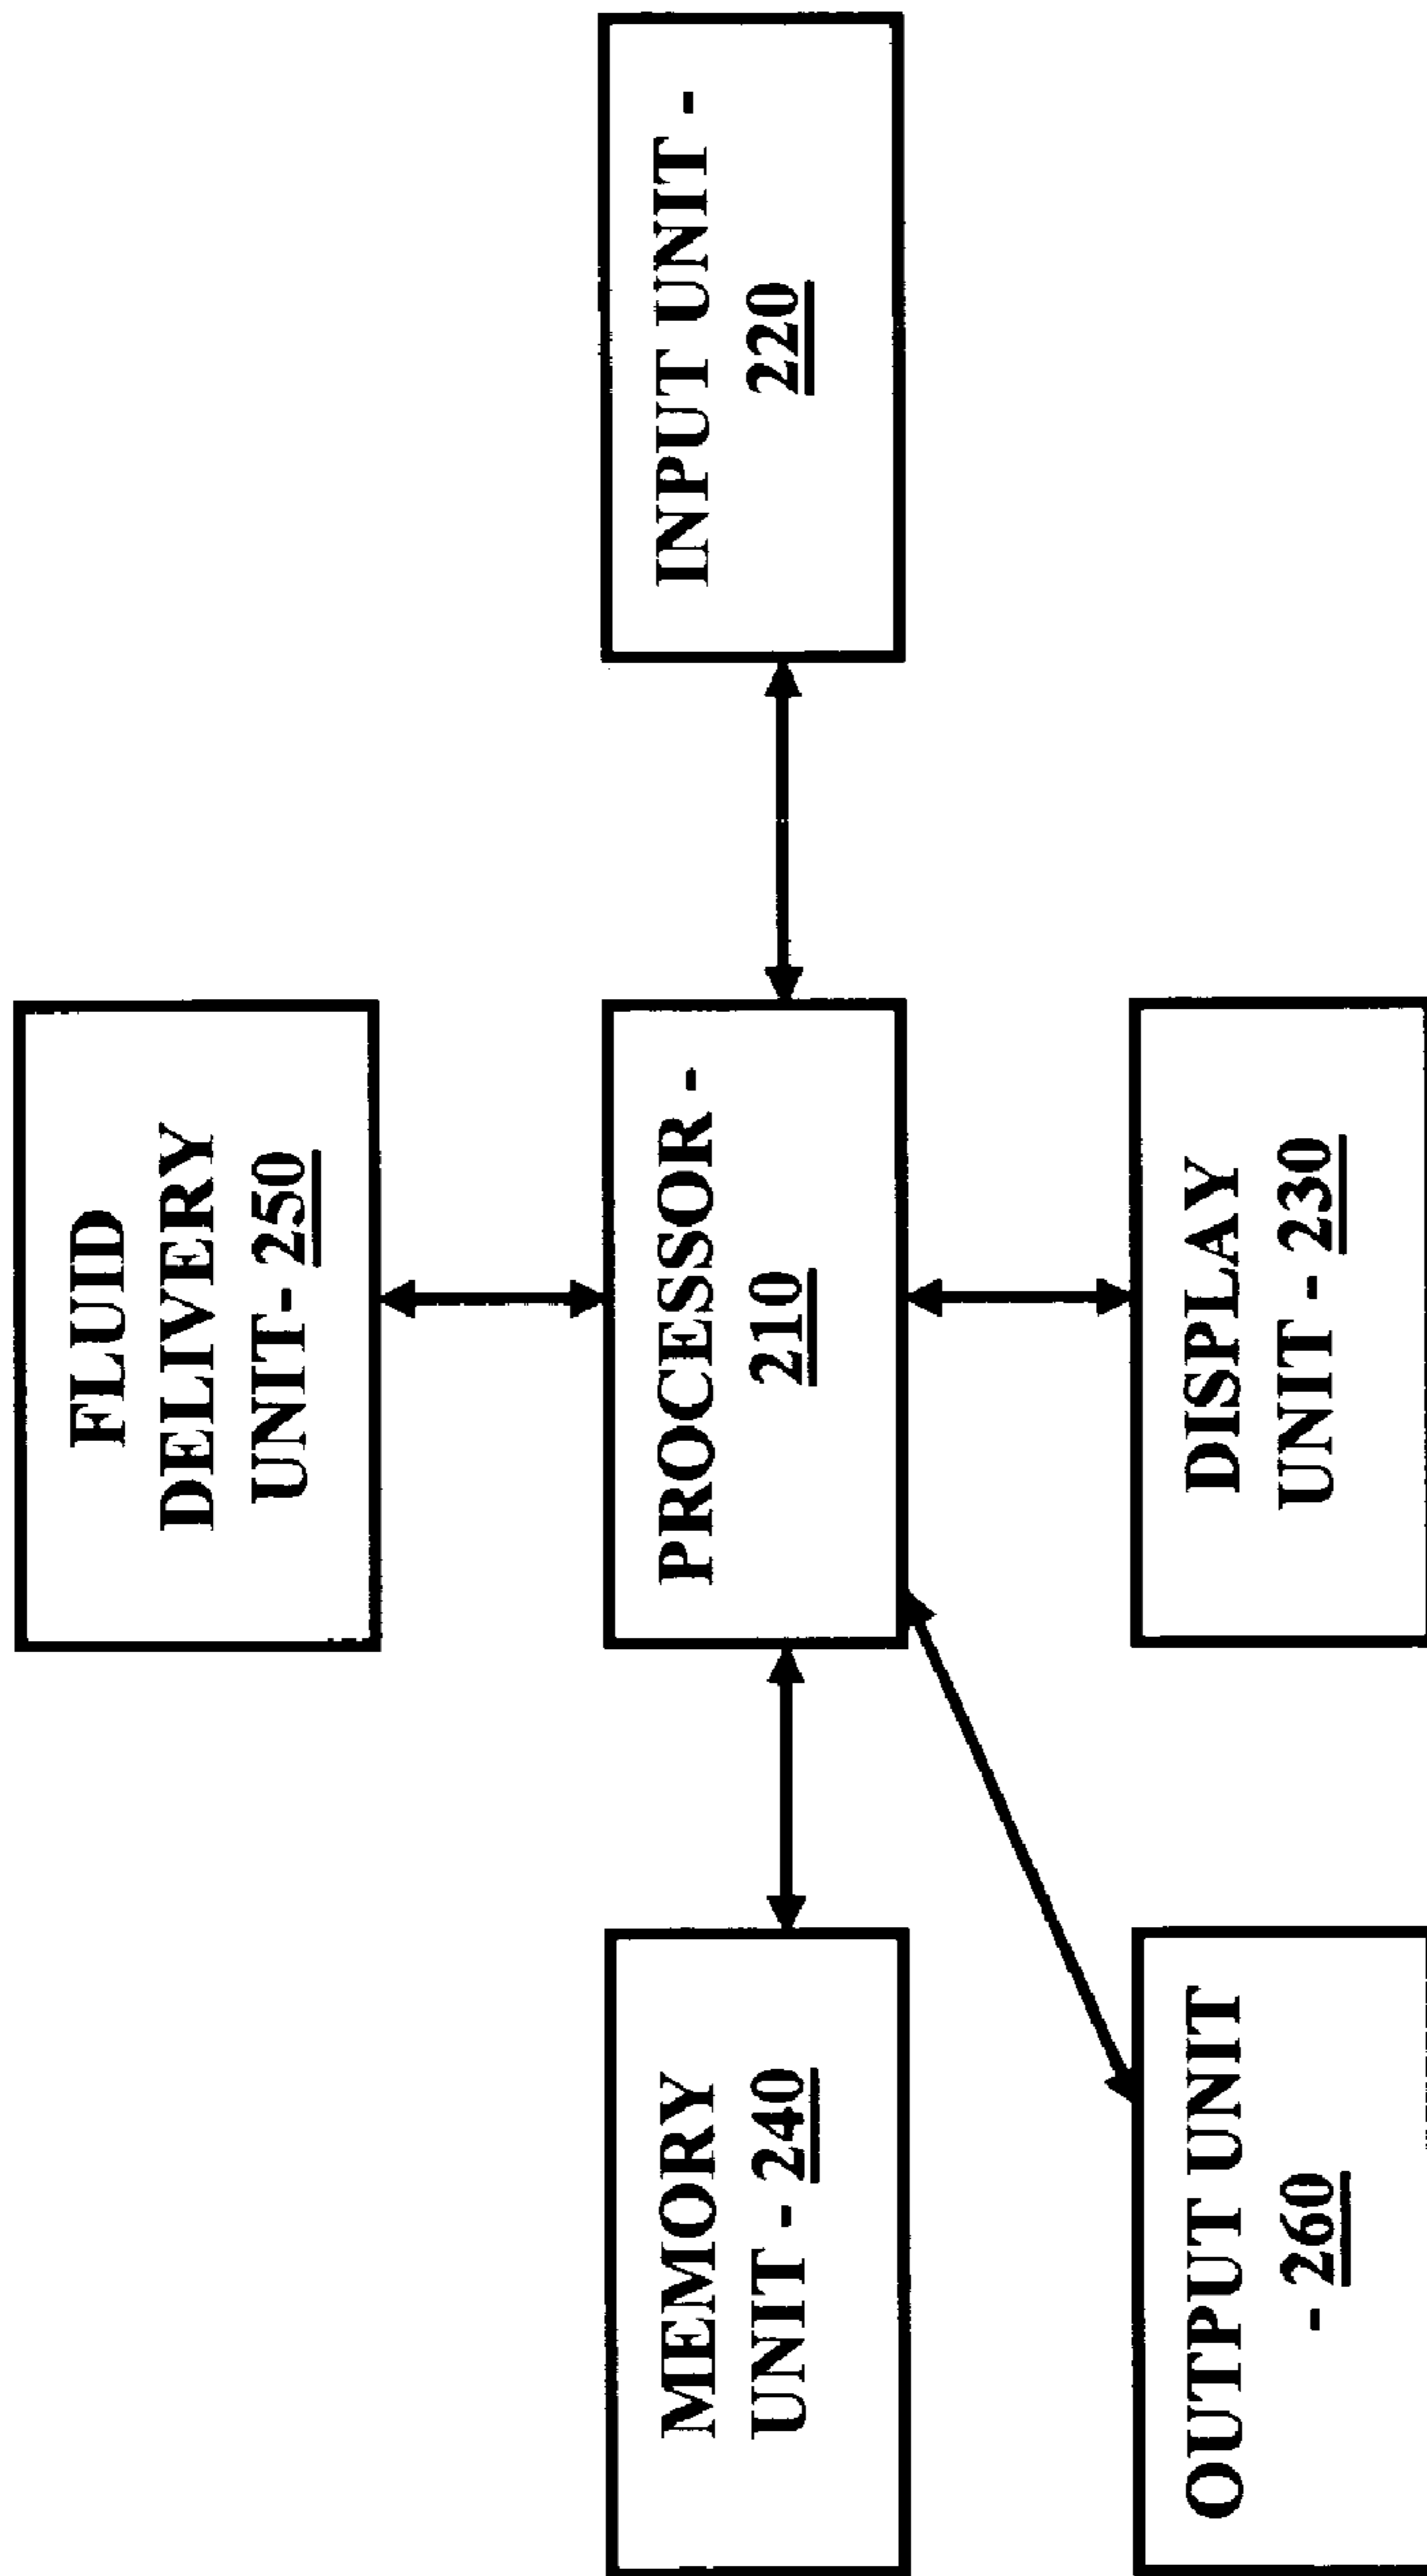 FLUID
DELIVERY
UNIT- 250
MEMORY
UNIT - 240
PROCESSOR -
210
INPUT UNIT -
220
OUTPUT UNIT
- 260
DISPLAY
UNIT - 230